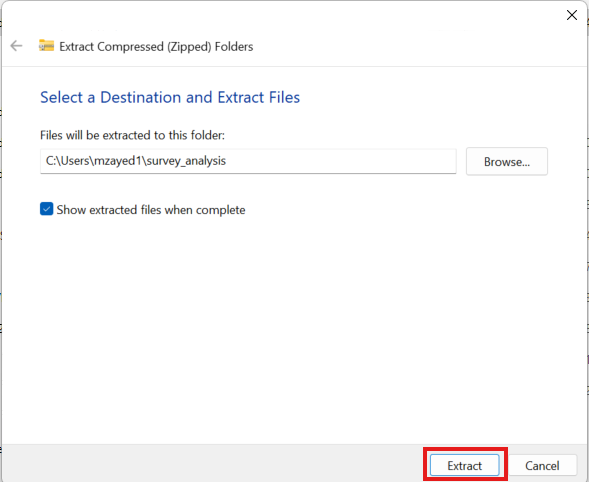 Extract Compressed (Zipped) Folders
Select a Destination and Extract Files
Files will be extracted to this folder:
C:\Users\mzayed1\survey_analysis
Browse...
Show extracted files when complete
Extract
Cancel